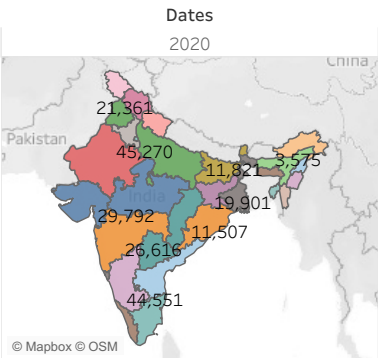 Dates
2020
China
21,361
Pakistan
45,270
11,821
3,575
India
29,792
19,901
11,507
26,616
44,551
© Mapbox © OSM